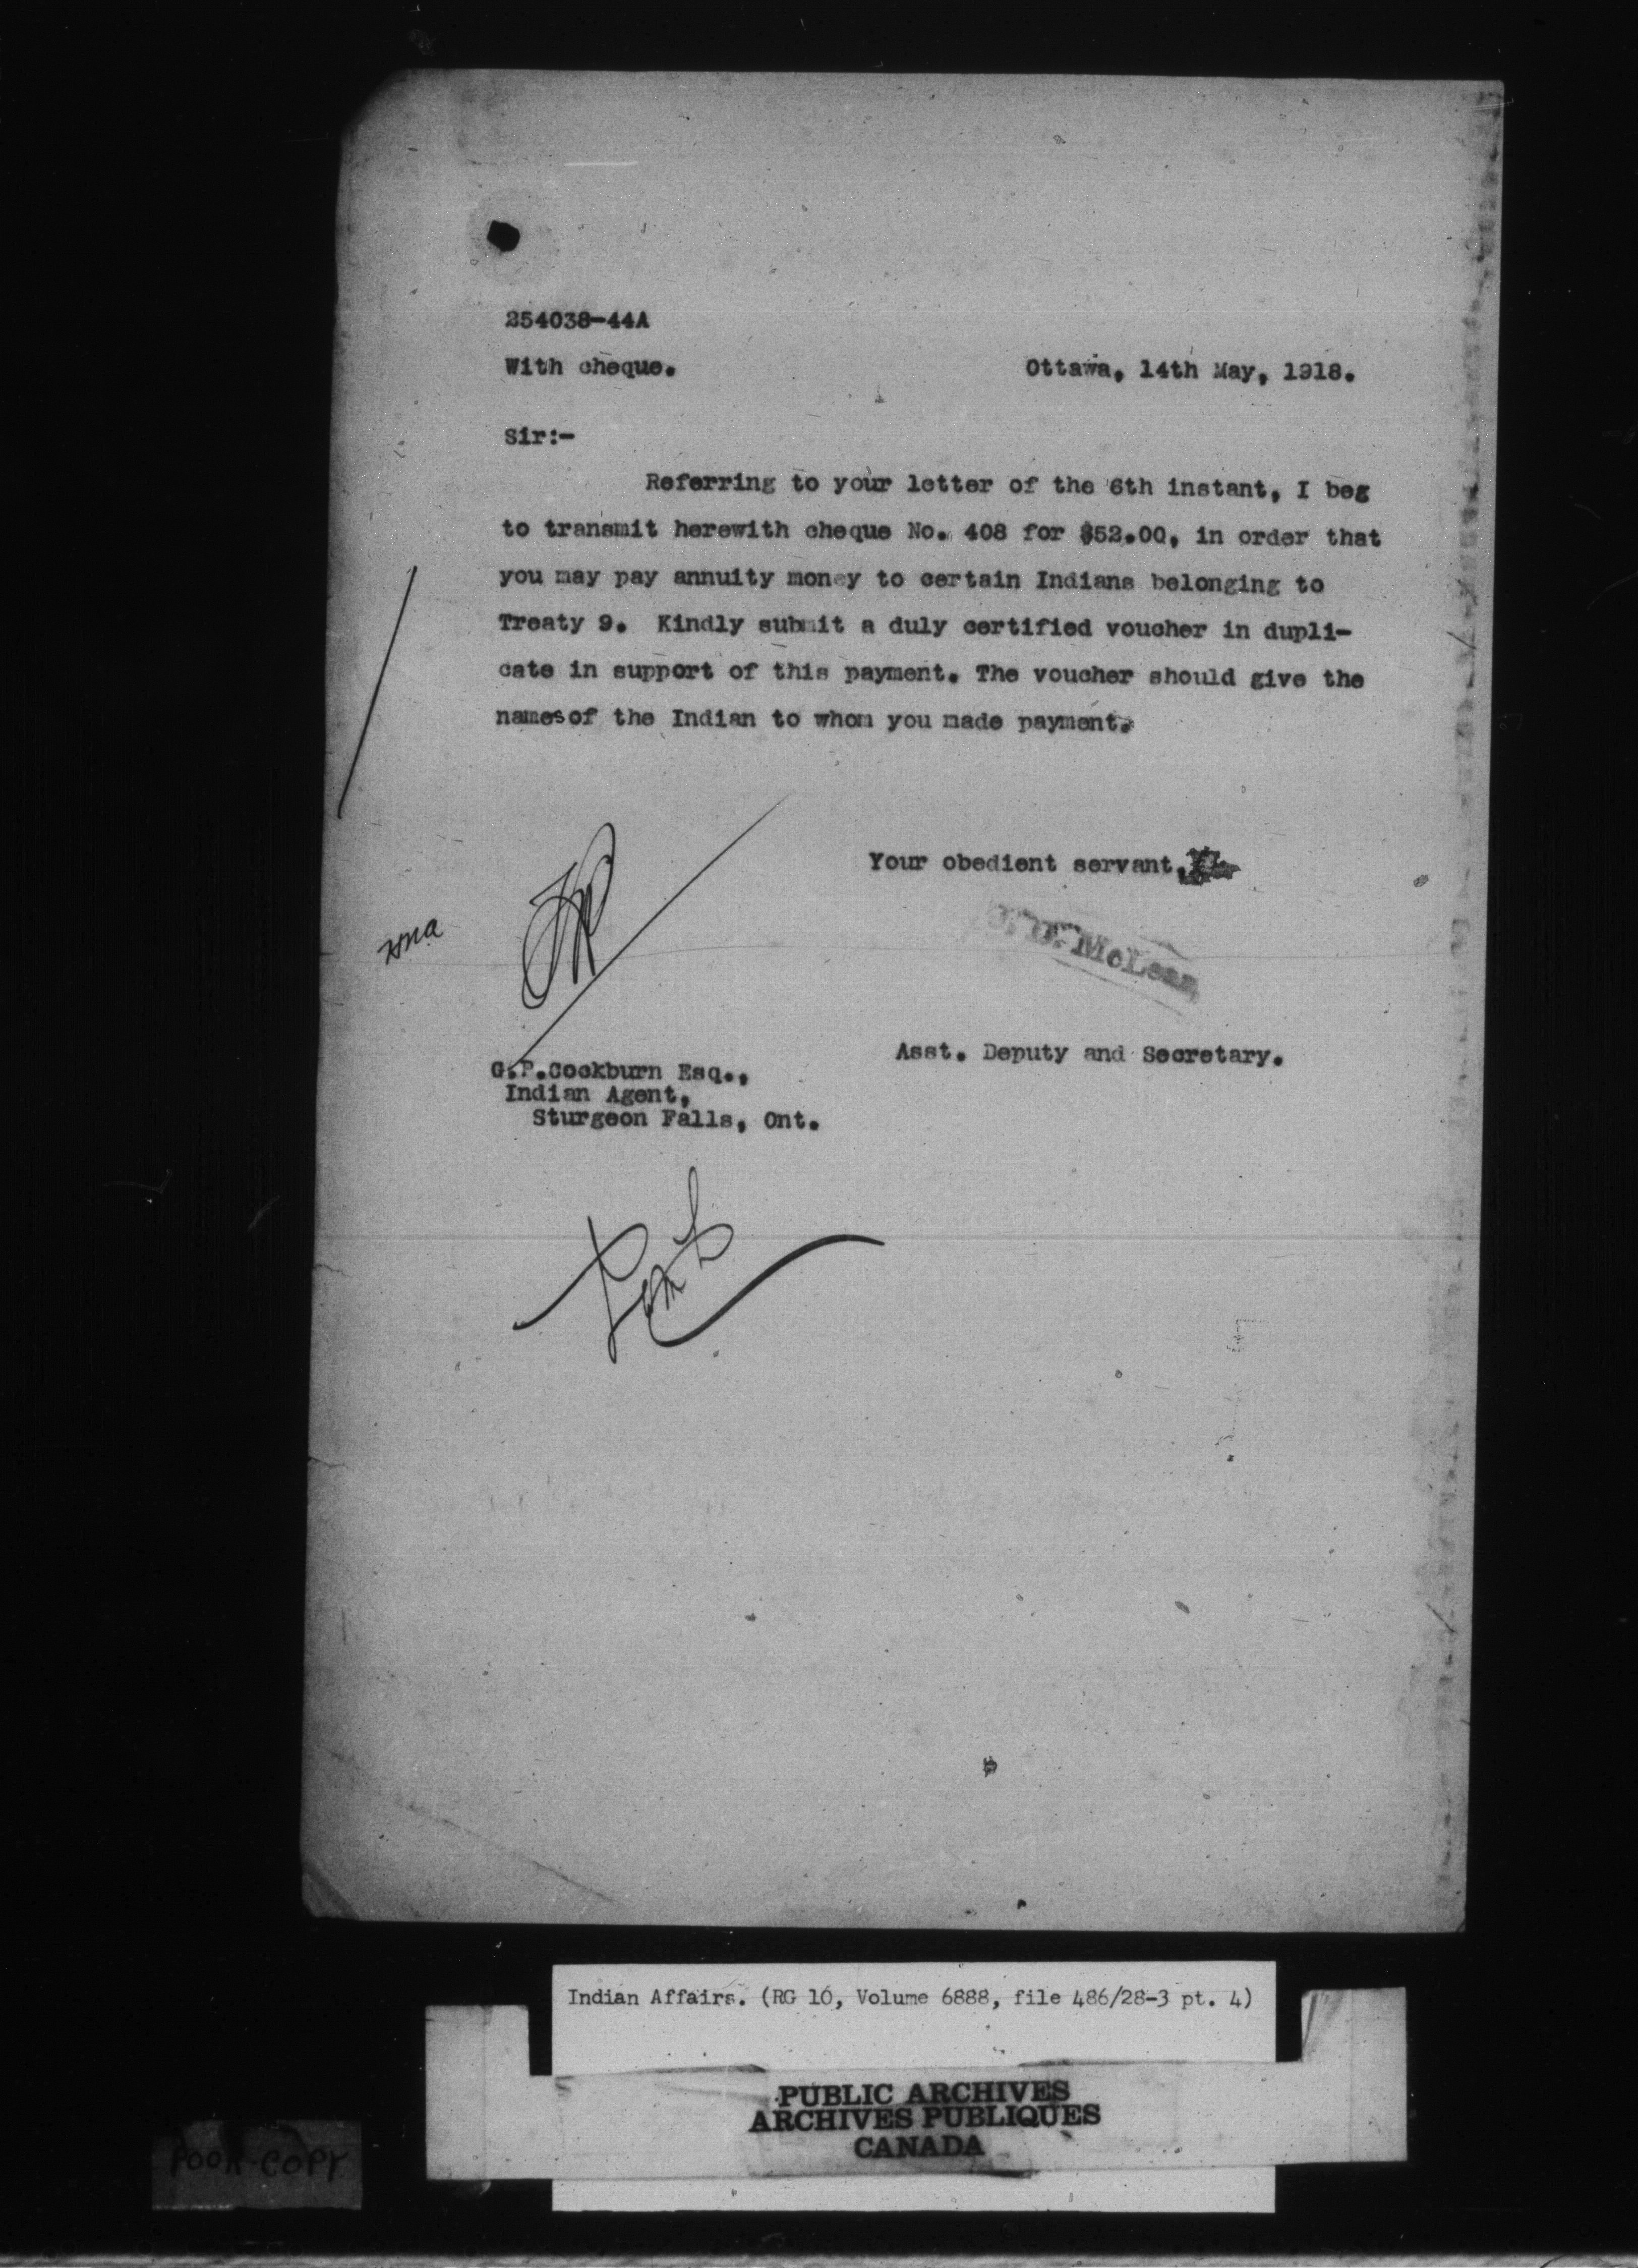 254038-44A
With cheque.
Ottawa, 14th May, 1918.
Sir:-
Referring to your letter of the 6th instant, I beg
to transmit herewith cheque No. 408 for $52.00, in order that
you may pay annuity money to certain Indians belonging to
Treaty 9. Kindly submit a duly certified voucher in dupli-
cate in support of this payment. The voucher should give the
names of the Indian to whom you made payment.
Your obedient servant,
J. D. McLean
Asst. Deputy and Secretary.
G.P.Cockburn Esq.,
Indian Agent,
Sturgeon Falls, Ont.
Indian Affairs. (RG 10, Volume 6888, file 486/28-3 pt. 4)
PUBLIC ARCHIVES
ARCHIVES PUBLIQUES
CANADA
POOR COPY